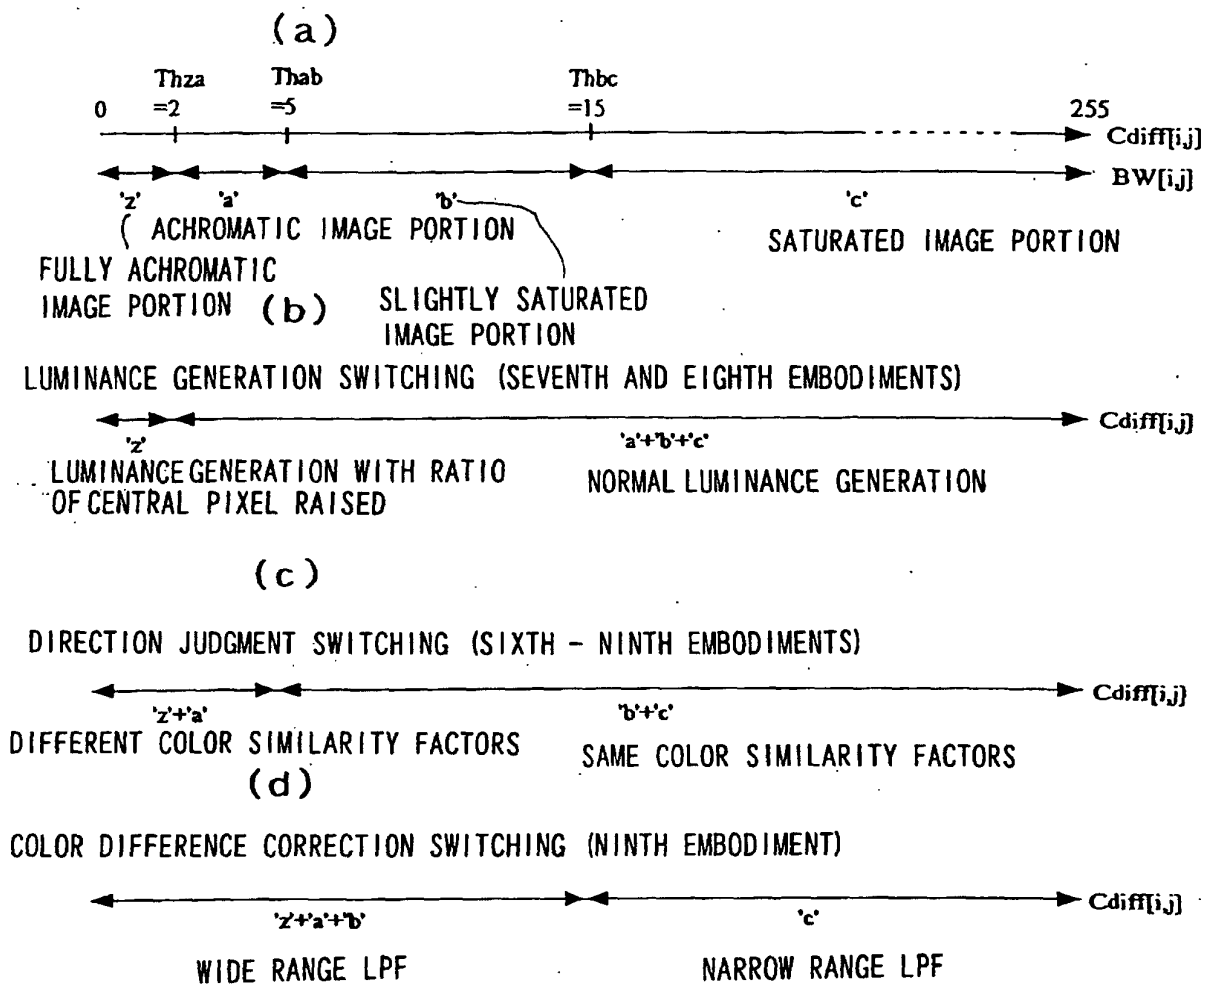 (a)
Thza Thab Thbc
0 =2 =5 =15 255
Cdiff[i,j]
BW[i,j]
'z' 'a' 'b' 'c'
ACHROMATIC IMAGE PORTION
SATURATED IMAGE PORTION
FULLY ACHROMATIC
IMAGE PORTION
(b)
SLIGHTLY SATURATED
IMAGE PORTION
LUMINANCE GENERATION SWITCHING (SEVENTH AND EIGHTH EMBODIMENTS)
Cdiff[i,j]
'z' 'a'+'b'+'c'
LUMINANCE GENERATION WITH RATIO
OF CENTRAL PIXEL RAISED
NORMAL LUMINANCE GENERATION
(c)
DIRECTION JUDGMENT SWITCHING (SIXTH - NINTH EMBODIMENTS)
Cdiff[i,j]
'z'+'a' 'b'+'c'
DIFFERENT COLOR SIMILARITY FACTORS
SAME COLOR SIMILARITY FACTORS
(d)
COLOR DIFFERENCE CORRECTION SWITCHING (NINTH EMBODIMENT)
Cdiff[i,j]
'z'+'a'+'b' 'c'
WIDE RANGE LPF
NARROW RANGE LPF